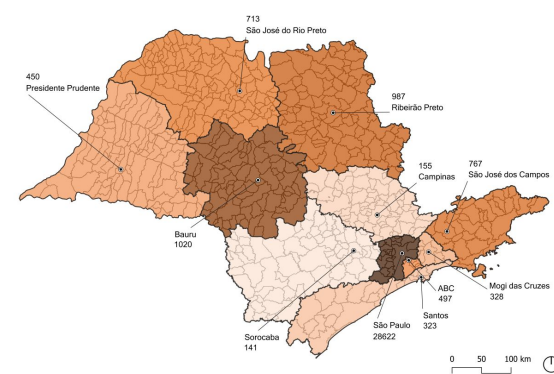 713
São José do Rio Preto
450
Presidente Prudente
987
Ribeirão Preto
155
Campinas
767
São José dos Campos
Bauru
1020
Mogi das Cruzes
328
ABC
497
Santos
323
São Paulo
28622
Sorocaba
141
0 50 100 km